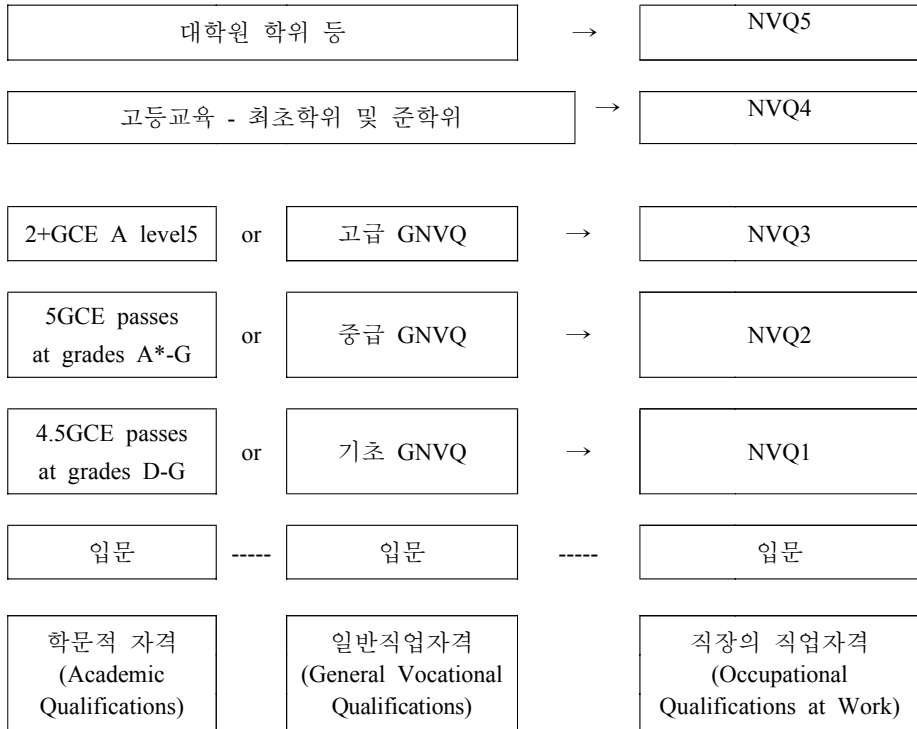 대학원 학위 등 → NVQ5
고등교육 - 최초학위 및 준학위 → NVQ4
2+GCE A level5 or 고급 GNVQ → NVQ3
5GCE passes
at grades A*-G
or 중급 GNVQ → NVQ2
4.5GCE passes
at grades D-G
or 기초 GNVQ → NVQ1
입문 ----- 입문 ----- 입문
학문적 자격
(Academic
Qualifications)
일반직업자격
(General Vocational
Qualifications)
직장의 직업자격
(Occupational
Qualifications at Work)